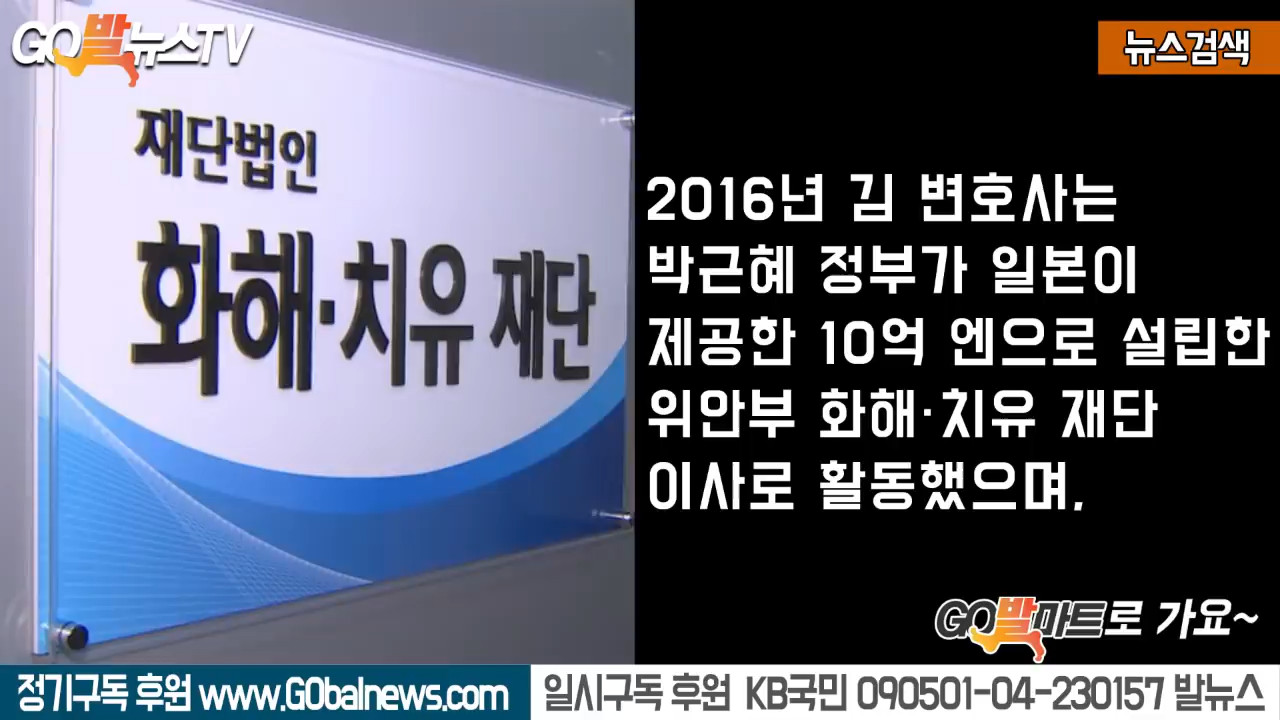 GO발뉴스TV
뉴스검색
재단법인
화해·치유 재단
2016년 김 변호사는
박근혜 정부가 일본이
제공한 10억 엔으로 설립한
위안부 화해·치유 재단
이사로 활동했으며,
GO발마트로 가요~
정기구독 후원 www.GObalnews.com
일시구독 후원 KB국민 090501-04-230157 발뉴스